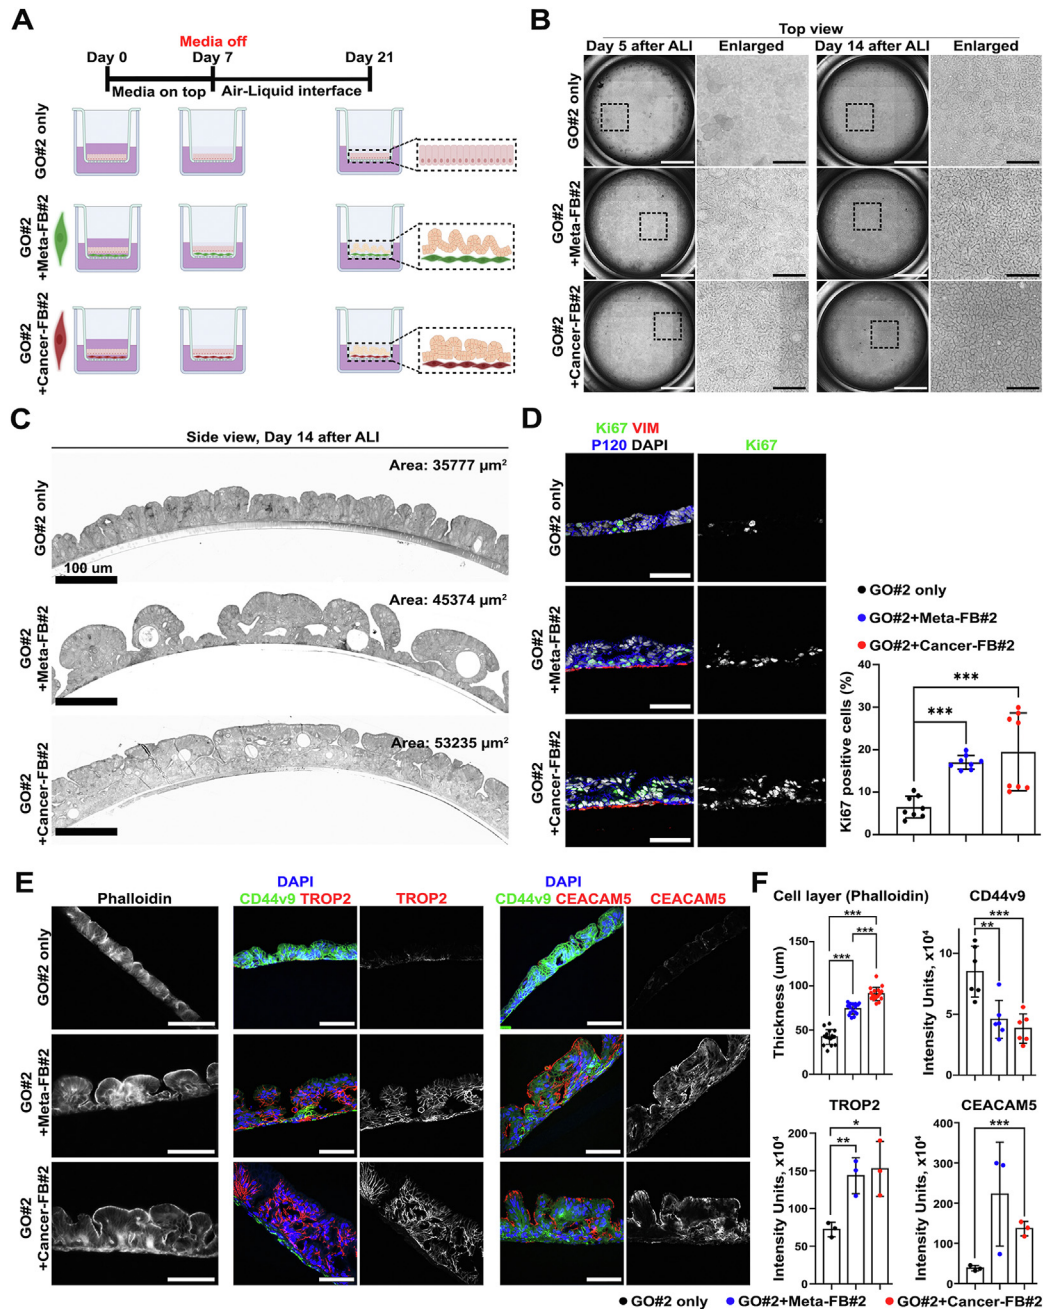 A
Media off
Day 0 Day 7 Day 21
Media on top Air-Liquid interface
GO#2 only
GO#2
+Meta-FB#2
GO#2
+Cancer-FB#2
B
Top view
Day 5 after ALI Enlarged Day 14 after ALI Enlarged
GO#2 only
GO#2
+Meta-FB#2
GO#2
+Cancer-FB#2
C
Side view, Day 14 after ALI
GO#2 only
Area: 35777 µm²
100 um
GO#2
+Meta-FB#2
Area: 45374 µm²
GO#2
+Cancer-FB#2
Area: 53235 µm²
D
Ki67 VIM
P120 DAPI
Ki67
GO#2 only
GO#2
+Meta-FB#2
GO#2
+Cancer-FB#2
GO#2 only
GO#2+Meta-FB#2
GO#2+Cancer-FB#2
Ki67 positive cells (%)
40
30
20
10
0
***
***
E
Phalloidin
DAPI
CD44v9 TROP2
TROP2
DAPI
CD44v9 CEACAM5
CEACAM5
GO#2 only
GO#2
+Meta-FB#2
GO#2
+Cancer-FB#2
F
Cell layer (Phalloidin)
Thickness (um)
150
100
50
0
***
***
***
CD44v9
Intensity Units, x10⁴
10
5
0
***
**
TROP2
Intensity Units, x10⁴
200
150
100
50
0
*
**
CEACAM5
Intensity Units, x10⁴
400
300
200
100
0
***
GO#2 only GO#2+Meta-FB#2 GO#2+Cancer-FB#2